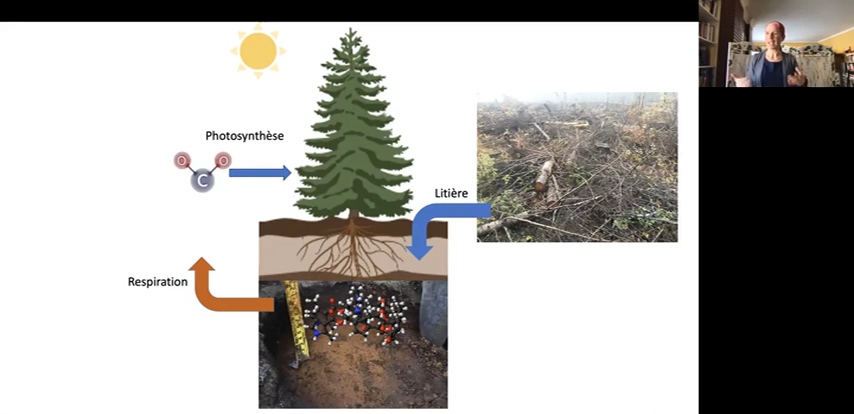 Photosynthèse
O
O
C
Litière
Respiration